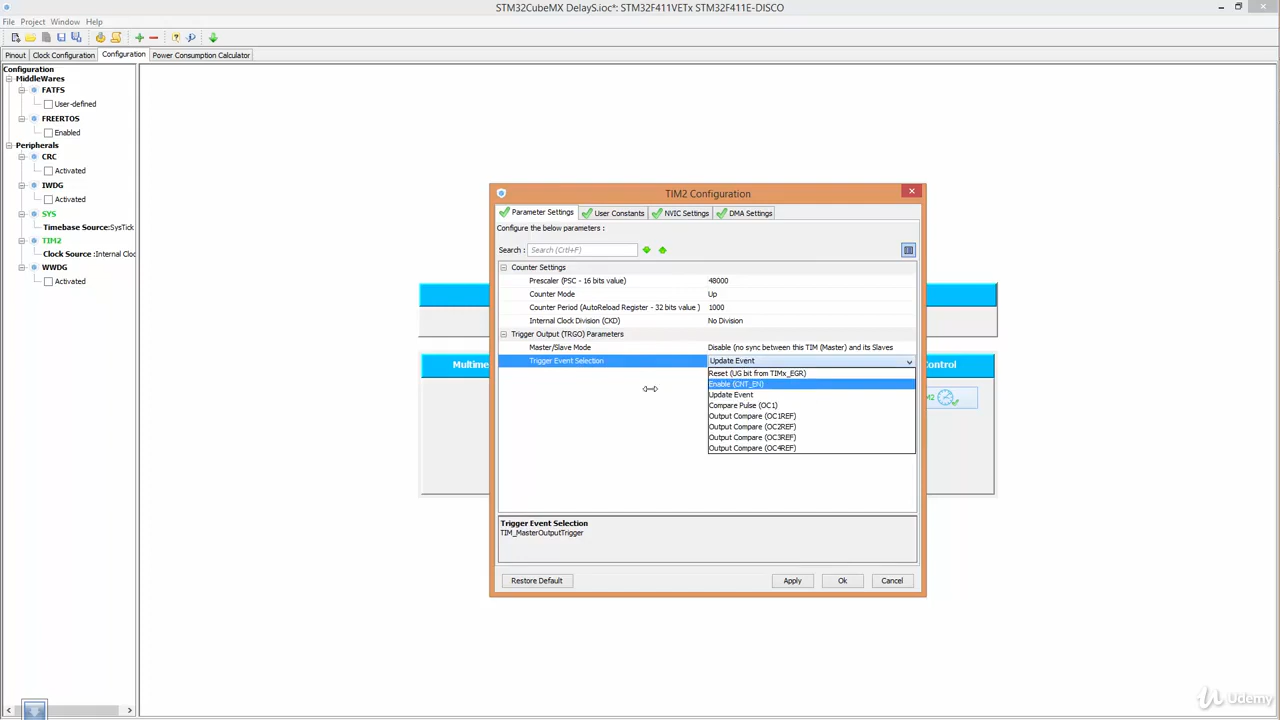 STM32CubeMX DelayS.ioc*: STM32F411VETx STM32F411E-DISCO
File Project Window Help
Pinout Clock Configuration Configuration Power Consumption Calculator
Configuration
MiddleWares
FATFS
User-defined
FREERTOS
Enabled
Peripherals
CRC
Activated
IWDG
Activated
SYS
Timebase Source:SysTick
TIM2
Clock Source :Internal Cloc
WWDG
Activated
Multime
Control
M2
TIM2 Configuration
Parameter Settings User Constants NVIC Settings DMA Settings
Configure the below parameters :
Search : Search (CrtI+F)
Counter Settings
Prescaler (PSC - 16 bits value) 48000
Counter Mode Up
Counter Period (AutoReload Register - 32 bits value ) 1000
Internal Clock Division (CKD) No Division
Trigger Output (TRGO) Parameters
Master/Slave Mode Disable (no sync between this TIM (Master) and its Slaves
Trigger Event Selection Update Event
Reset (UG bit from TIMx_EGR)
Enable (CNT_EN)
Update Event
Compare Pulse (OC1)
Output Compare (OC1REF)
Output Compare (OC2REF)
Output Compare (OC3REF)
Output Compare (OC4REF)
Trigger Event Selection
TIM_MasterOutputTrigger
Restore Default Apply Ok Cancel
Udemy